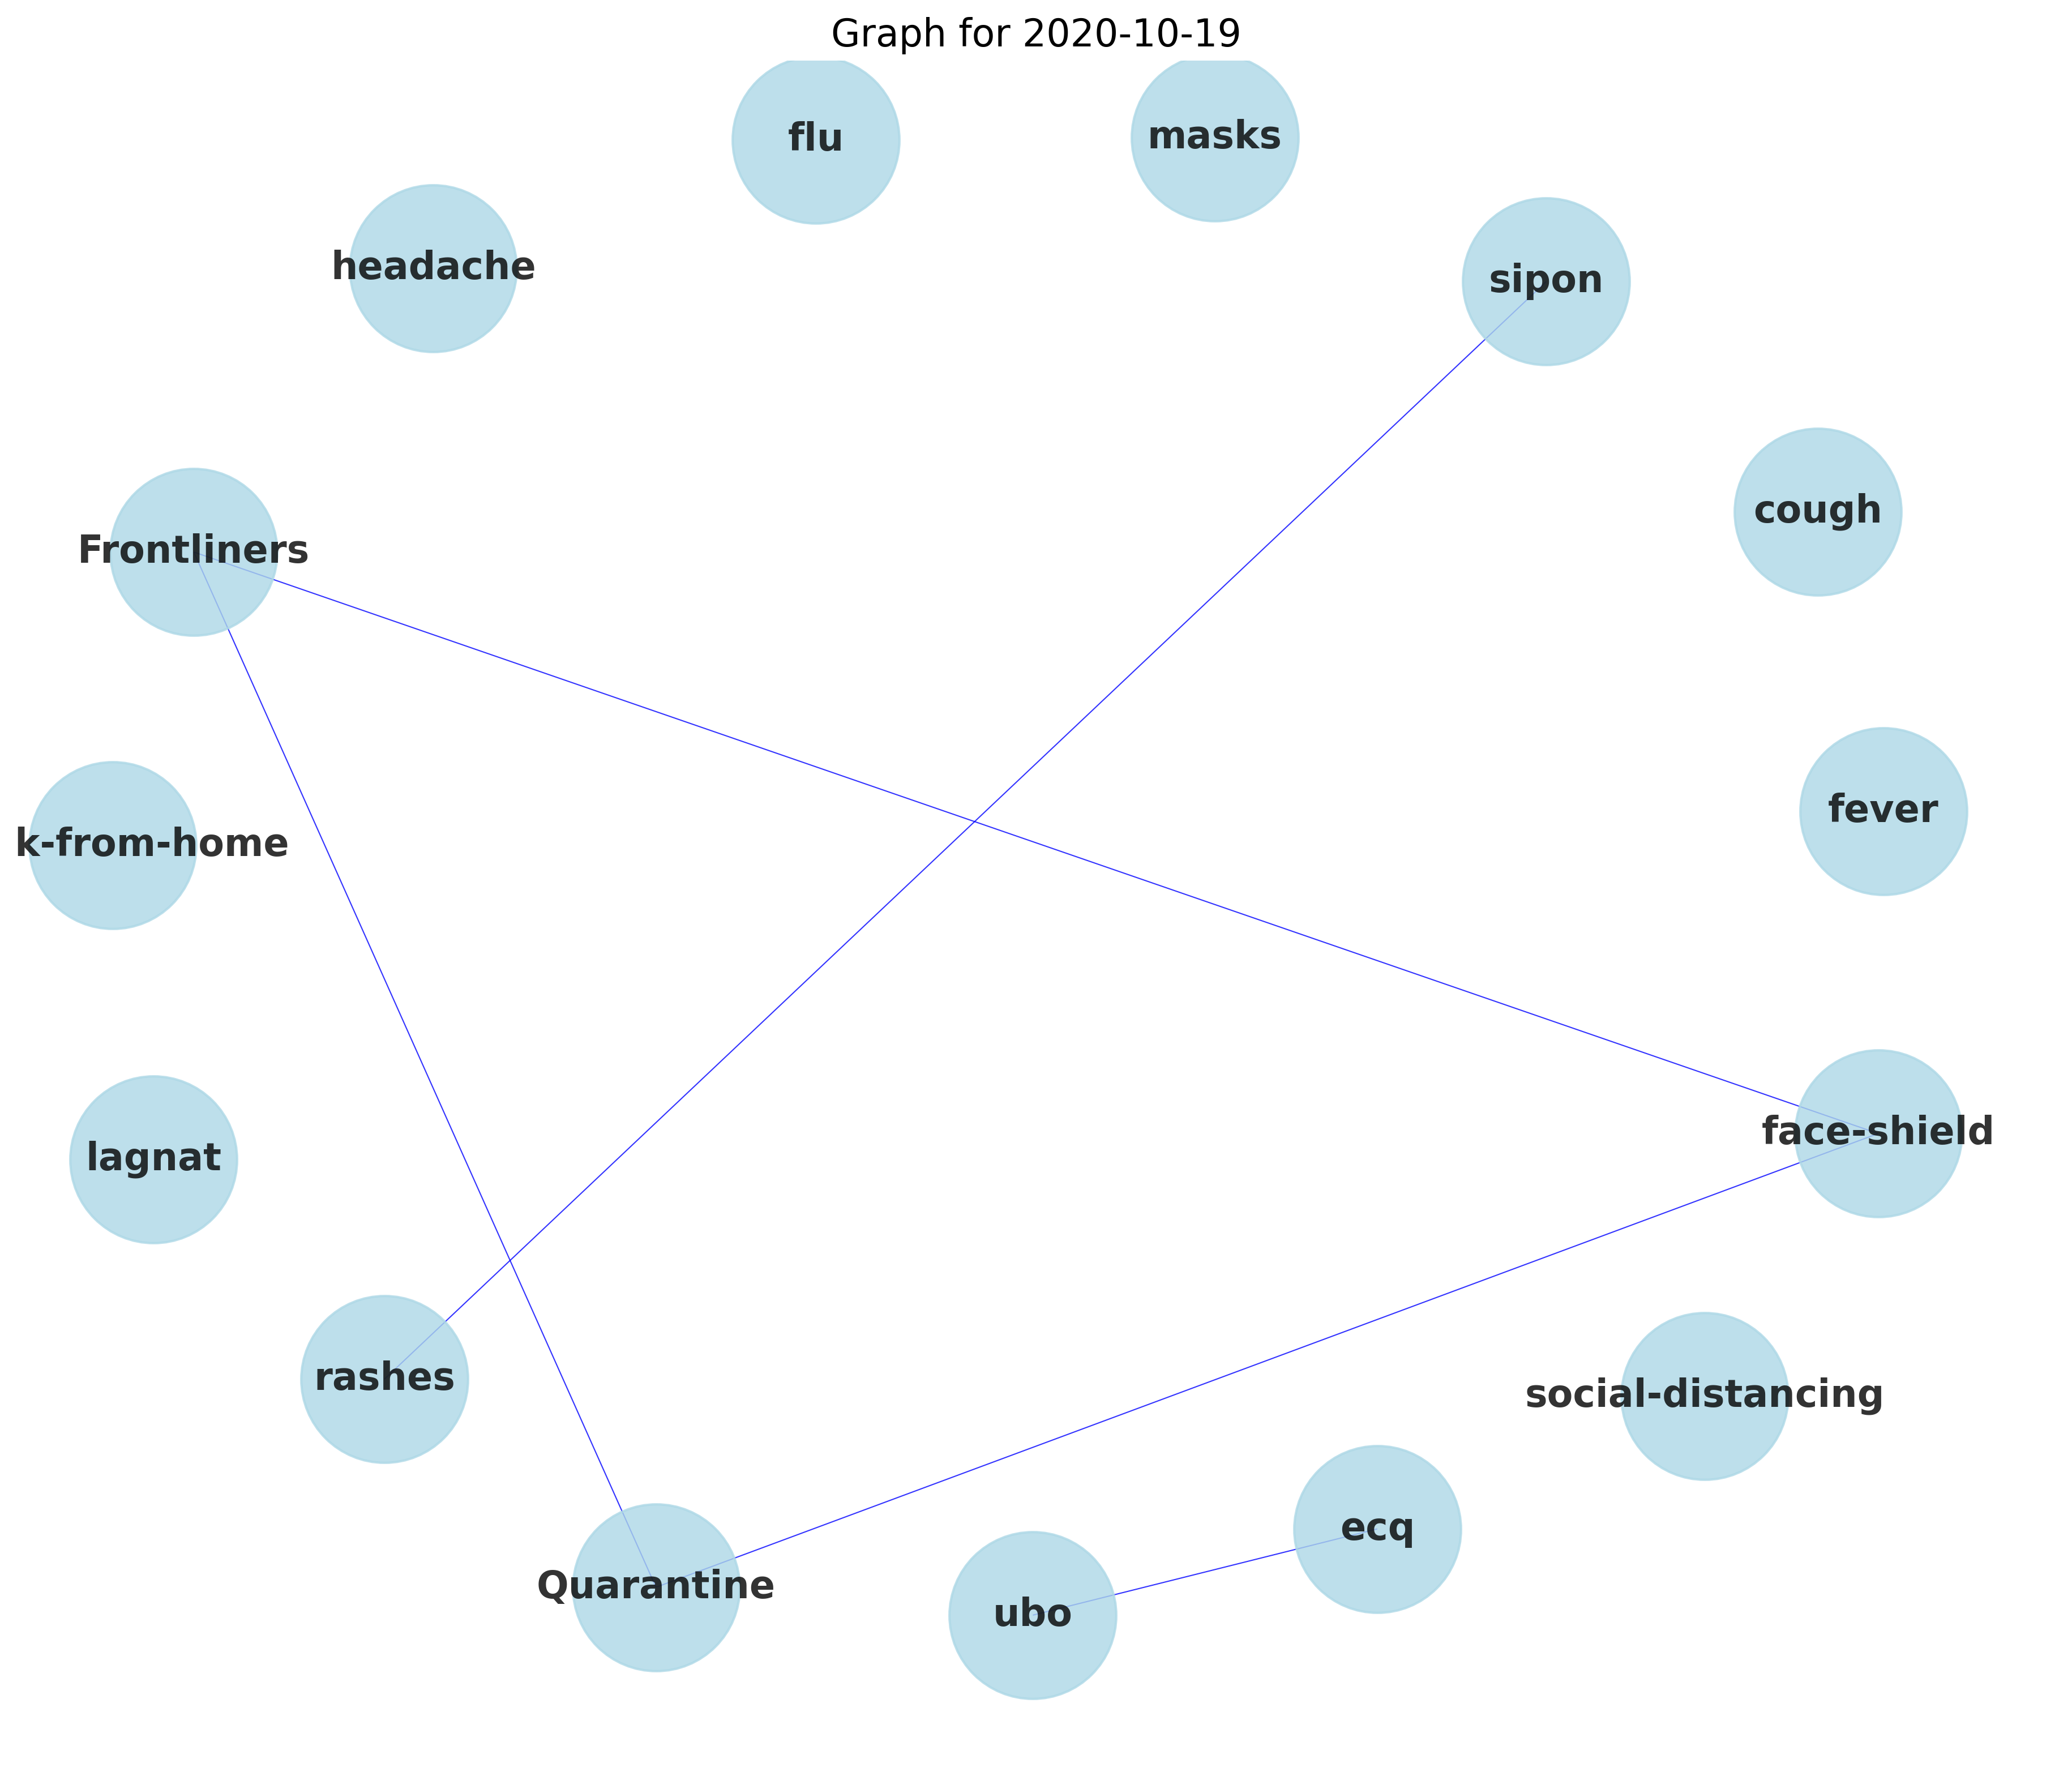 Graph for 2020-10-19
flu
masks
headache
sipon
cough
Frontliners
fever
k-from-home
face-shield
lagnat
rashes
social-distancing
ecq
Quarantine
ubo